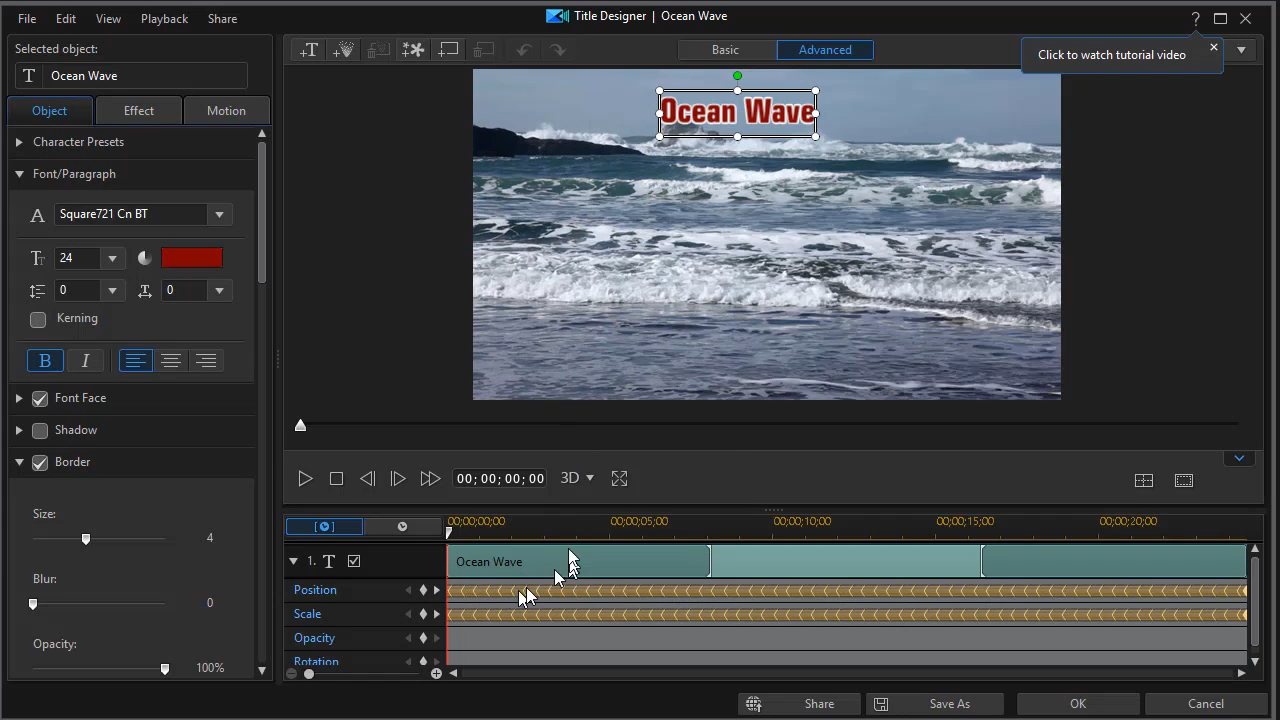 File Edit View Playback Share
Title Designer | Ocean Wave
?
Selected object:
T Ocean Wave
Basic Advanced
Click to watch tutorial video
Object Effect Motion
Ocean Wave
Character Presets
Font/Paragraph
Square721 Cn BT
24
0 0
Kerning
B I
Font Face
Shadow
Border
Size:
4
Blur:
0
Opacity:
100%
00; 00; 00; 00 3D
00;00;00;00 00;00;05;00 00;00;10;00 00;00;15;00 00;00;20;00
1. T Ocean Wave
Position
Scale
Opacity
Rotation
Share Save As OK Cancel